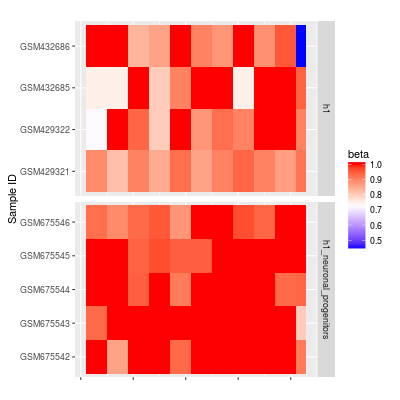 GSM432686
GSM432685
GSM429322
GSM429321
h1
GSM675546
GSM675545
GSM675544
GSM675543
GSM675542
h1_neuronal_progenitors
Sample ID
beta
1.0
0.9
0.8
0.7
0.6
0.5